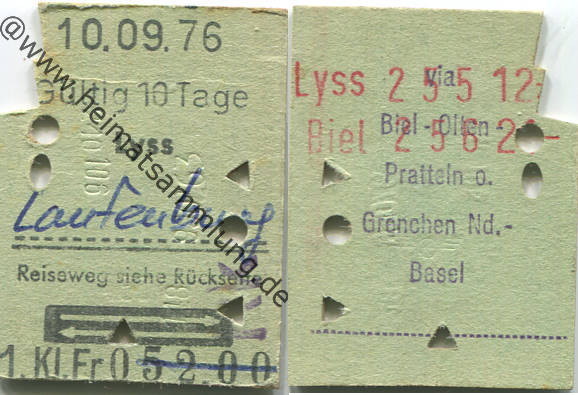 10.09.76
Gültig 10 Tage
Lyss
Laufenburg
Reiseweg siehe Rückseite
1. Kl. Fr 052.00
@www.heimatsammlung.de
Lyss 2 5 5 12-
via
Biel 2 5 6 2
Biel - Olten -
Pratteln o.
Grenchen Nd.-
Basel